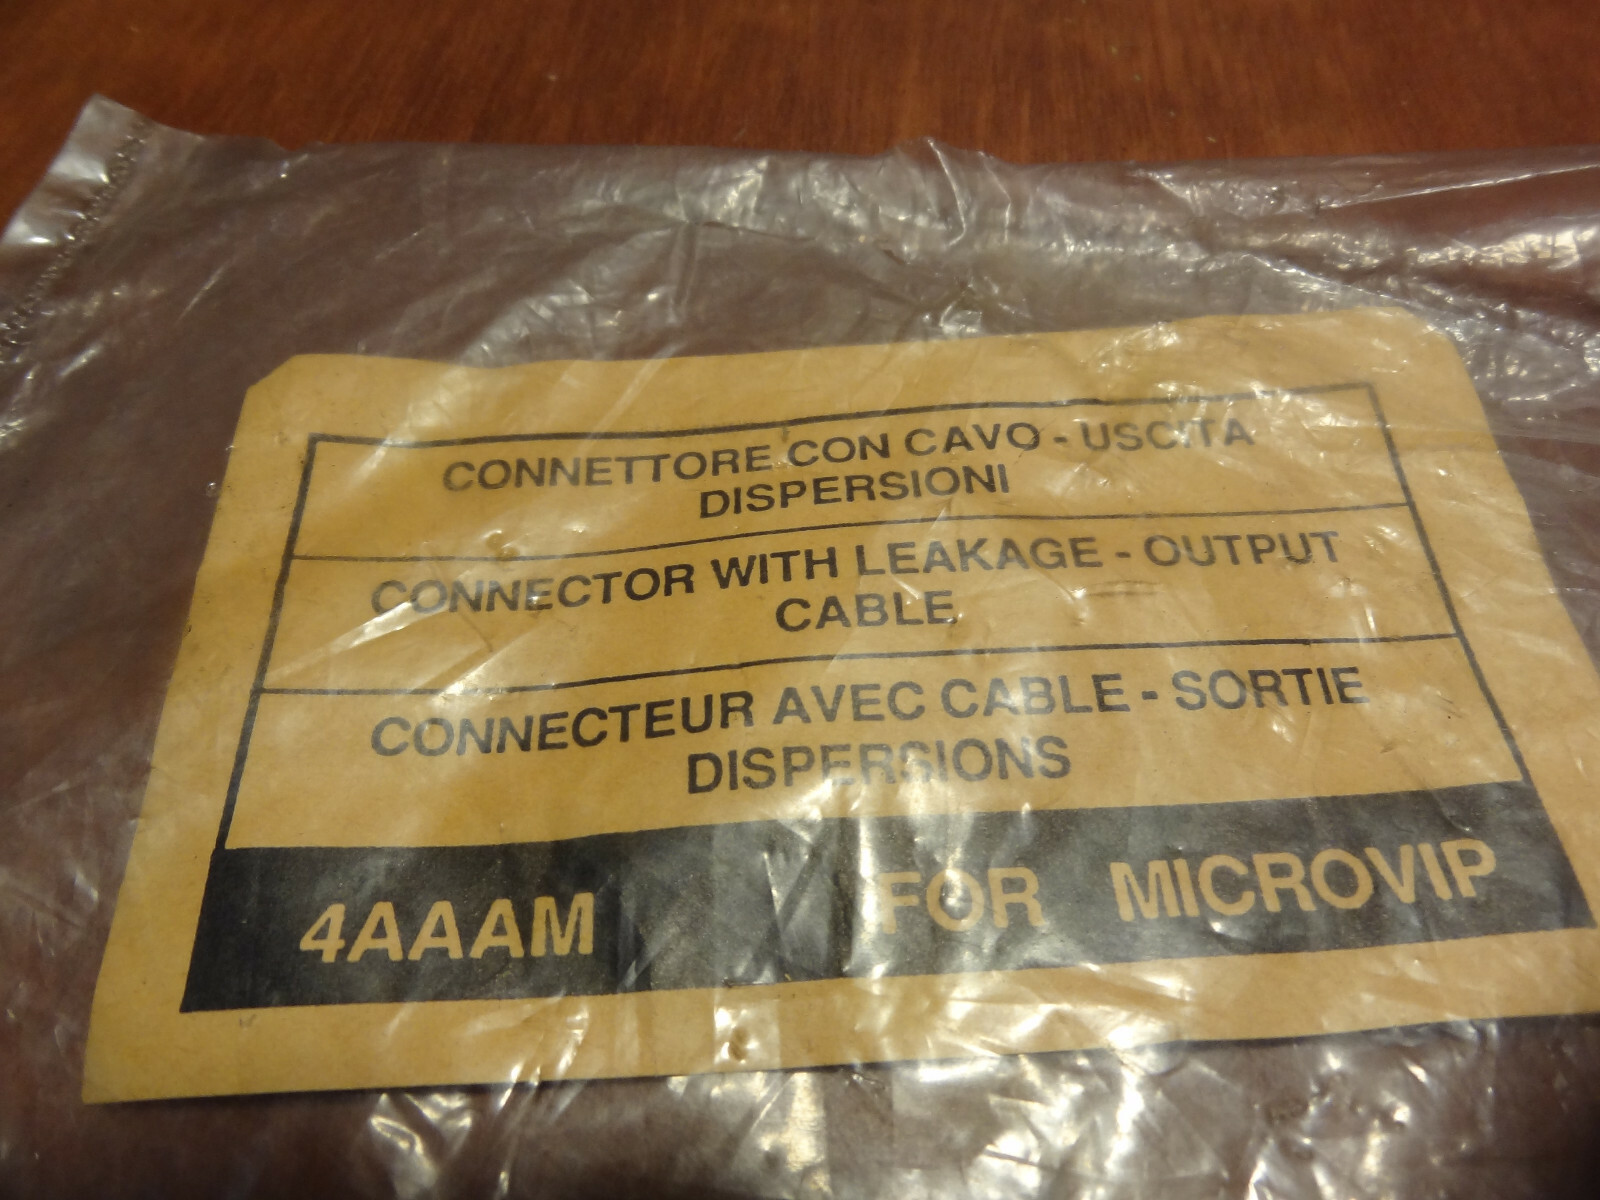 CONNETTORE CON CAVO - USCITA
DISPERSIONI
CONNECTOR WITH LEAKAGE - OUTPUT
CABLE
CONNECTEUR AVEC CABLE - SORTIE
DISPERSIONS
4AAAM FOR MICROVIP